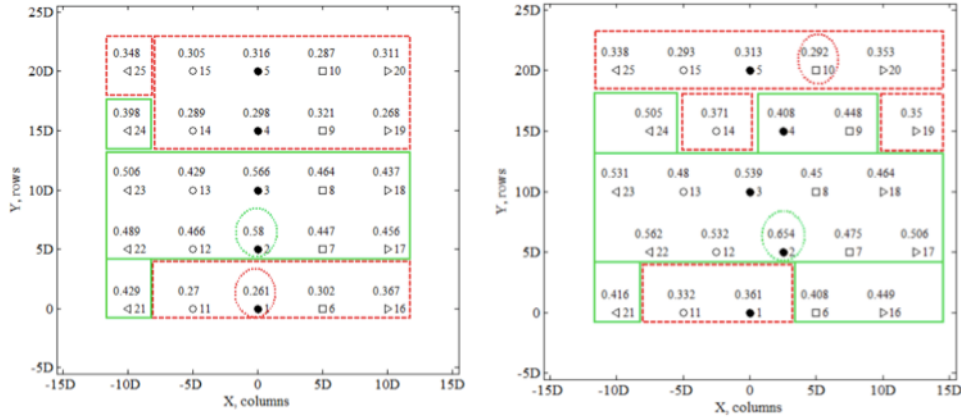 25D
0.348 0.305 0.316 0.287 0.311
20D 25 15 5 10 20
0.398 0.289 0.298 0.321 0.268
15D 24 14 4 9 19
0.506 0.429 0.566 0.464 0.437
10D 23 13 3 8 18
0.489 0.466 0.58 0.447 0.456
5D 22 12 2 7 17
0.429 0.27 0.261 0.302 0.367
0 21 11 1 6 16
-5D
-15D -10D -5D 0 5D 10D 15D
X, columns
Y, rows
25D
0.338 0.293 0.313 0.292 0.353
20D 25 15 5 10 20
0.505 0.371 0.408 0.448 0.35
15D 24 14 4 9 19
0.531 0.48 0.539 0.45 0.464
10D 23 13 3 8 18
0.562 0.532 0.654 0.475 0.506
5D 22 12 2 7 17
0.416 0.332 0.361 0.408 0.449
0 21 11 1 6 16
-5D
-15D -10D -5D 0 5D 10D 15D
X, columns
Y, rows